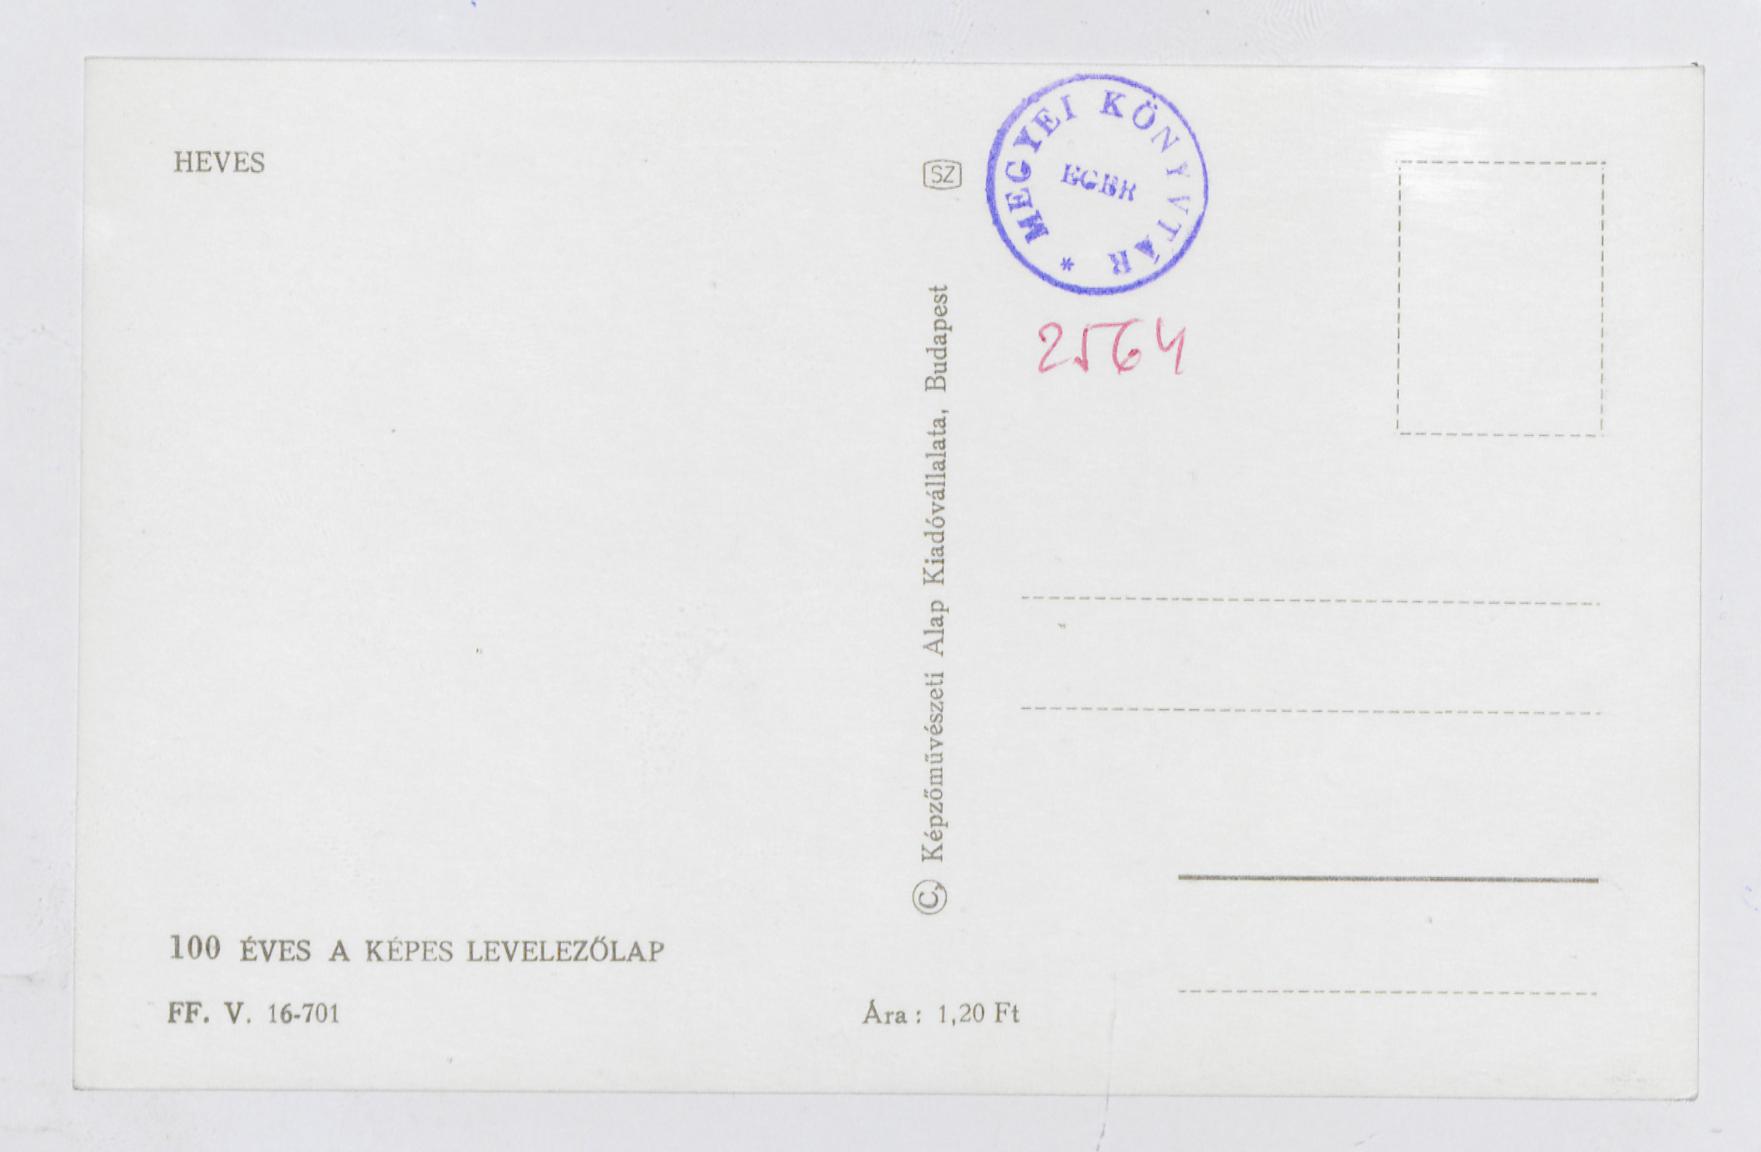 HEVES
SZ
MEGYEI KÖNYVTÁR *
EGER
2564
© Képzőművészeti Alap Kiadóvállalata, Budapest
100 ÉVES A KÉPES LEVELEZŐLAP
FF. V. 16-701
Ára: 1,20 Ft